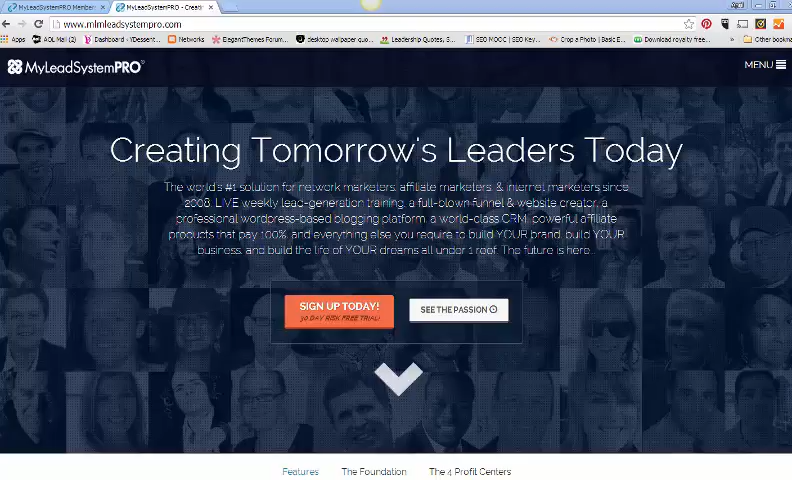 MyLeadSystemPRO Member
MyLeadSystemPRO - Creati
www.mlmleadsystempro.com
Apps
AOL Mail (2)
Dashboard ‹ YDessent...
Networks
ElegantThemes Forum...
desktop wallpaper quo...
Leadership Quotes, S...
SEO MOOC | SEO Key...
Crop a Photo | Basic E...
Download royalty free...
»
Other bookma
MyLeadSystemPRO
MENU
Creating Tomorrow's Leaders Today
The world's #1 solution for network marketers, affiliate marketers, & internet marketers since
2008. LIVE weekly lead-generation training, a full-blown funnel & website creator, a
professional wordpress-based blogging platform, a world-class CRM, powerful affiliate
products that pay 100%, and everything else you require to build YOUR brand, build YOUR
business, and build the life of YOUR dreams all under 1 roof. The future is here...
SIGN UP TODAY!
30 DAY RISK FREE TRIAL!
SEE THE PASSION
Features The Foundation The 4 Profit Centers